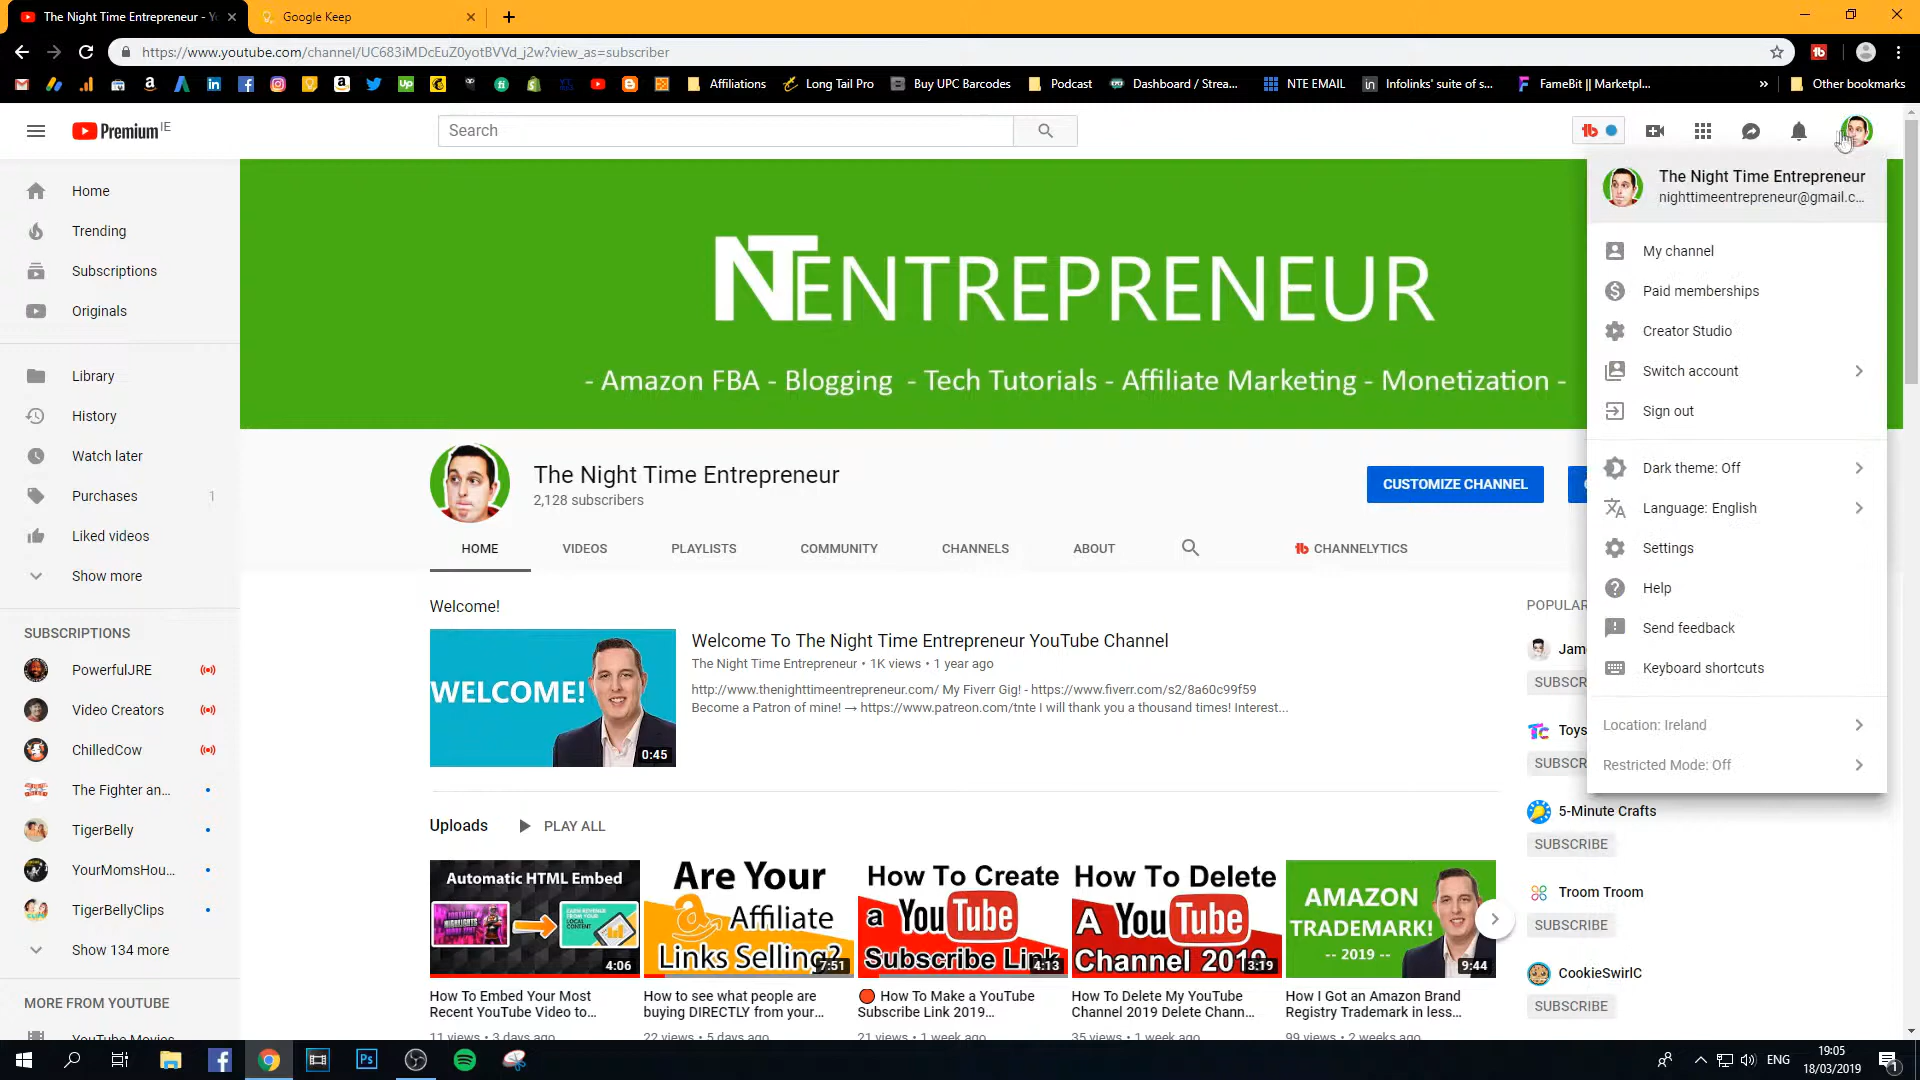 The Night Time Entrepreneur - Y
Google Keep
https://www.youtube.com/channel/UC683iMDcEuZ0yotBVVd_j2w?view_as=subscriber
Affiliations
Long Tail Pro
Buy UPC Barcodes
Podcast
Dashboard / Strea...
NTE EMAIL
Infolinks' suite of s...
FameBit || Marketpl...
»
Other bookmarks
Premium IE
Search
The Night Time Entrepreneur
nighttimeentrepreneur@gmail.c...
My channel
Paid memberships
Creator Studio
Switch account
Sign out
Dark theme: Off
Language: English
Settings
Help
Send feedback
Keyboard shortcuts
Location: Ireland
Restricted Mode: Off
Home
Trending
Subscriptions
Originals
Library
History
Watch later
Purchases 1
Liked videos
Show more
SUBSCRIPTIONS
PowerfulJRE
Video Creators
ChilledCow
The Fighter an...
TigerBelly
YourMomsHou...
TigerBellyClips
Show 134 more
MORE FROM YOUTUBE
YouTube Movies
NTENTREPRENEUR
- Amazon FBA - Blogging - Tech Tutorials - Affiliate Marketing - Monetization -
The Night Time Entrepreneur
2,128 subscribers
CUSTOMIZE CHANNEL
HOME
VIDEOS
PLAYLISTS
COMMUNITY
CHANNELS
ABOUT
CHANNELYTICS
Welcome!
WELCOME!
0:45
Welcome To The Night Time Entrepreneur YouTube Channel
The Night Time Entrepreneur • 1K views • 1 year ago
http://www.thenighttimeentrepreneur.com/ My Fiverr Gig! - https://www.fiverr.com/s2/8a60c99f59
Become a Patron of mine! → https://www.patreon.com/tnte I will thank you a thousand times! Interest...
Uploads
PLAY ALL
Automatic HTML Embed
4:06
How To Embed Your Most
Recent YouTube Video to...
11 views • 3 days ago
Are Your
Affiliate
Links Selling?
7:51
How to see what people are
buying DIRECTLY from your...
22 views • 5 days ago
How To Create
a YouTube
Subscribe Link
4:13
How To Make a YouTube
Subscribe Link 2019...
21 views • 1 week ago
How To Delete
A YouTube
Channel 2019
3:19
How To Delete My YouTube
Channel 2019 Delete Chann...
35 views • 1 week ago
AMAZON
TRADEMARK!
-- 2019 --
9:44
How I Got an Amazon Brand
Registry Trademark in less...
99 views • 2 weeks ago
POPULAR
Jam
SUBSCR
Toys
SUBSCR
5-Minute Crafts
SUBSCRIBE
Troom Troom
SUBSCRIBE
CookieSwirlC
SUBSCRIBE
ENG
19:05
18/03/2019
1